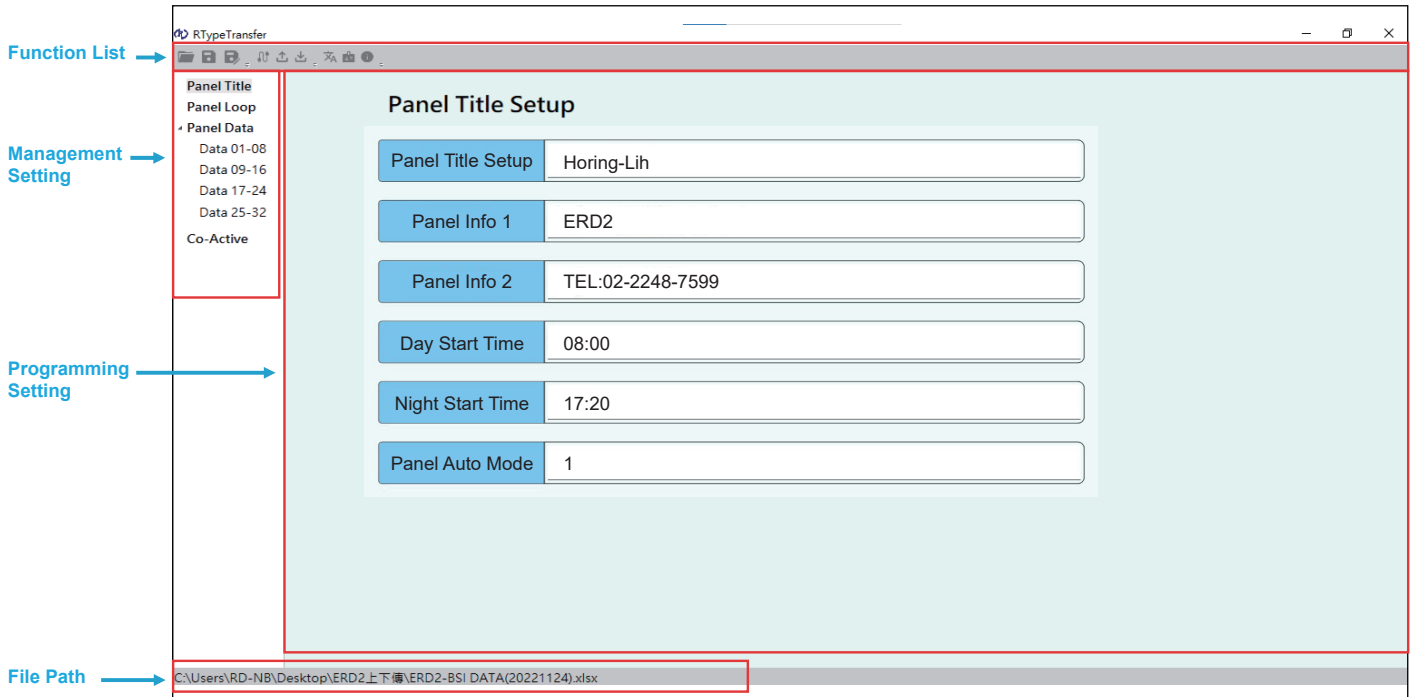 RTypeTransfer
Function List
Panel Title
Panel Loop
Panel Data
Data 01-08
Data 09-16
Data 17-24
Data 25-32
Co-Active
Management
Setting
Programming
Setting
Panel Title Setup
Panel Title Setup Horing-Lih
Panel Info 1 ERD2
Panel Info 2 TEL:02-2248-7599
Day Start Time 08:00
Night Start Time 17:20
Panel Auto Mode 1
File Path
C:\Users\RD-NB\Desktop\ERD2上下傳\ERD2-BSI DATA(20221124).xlsx